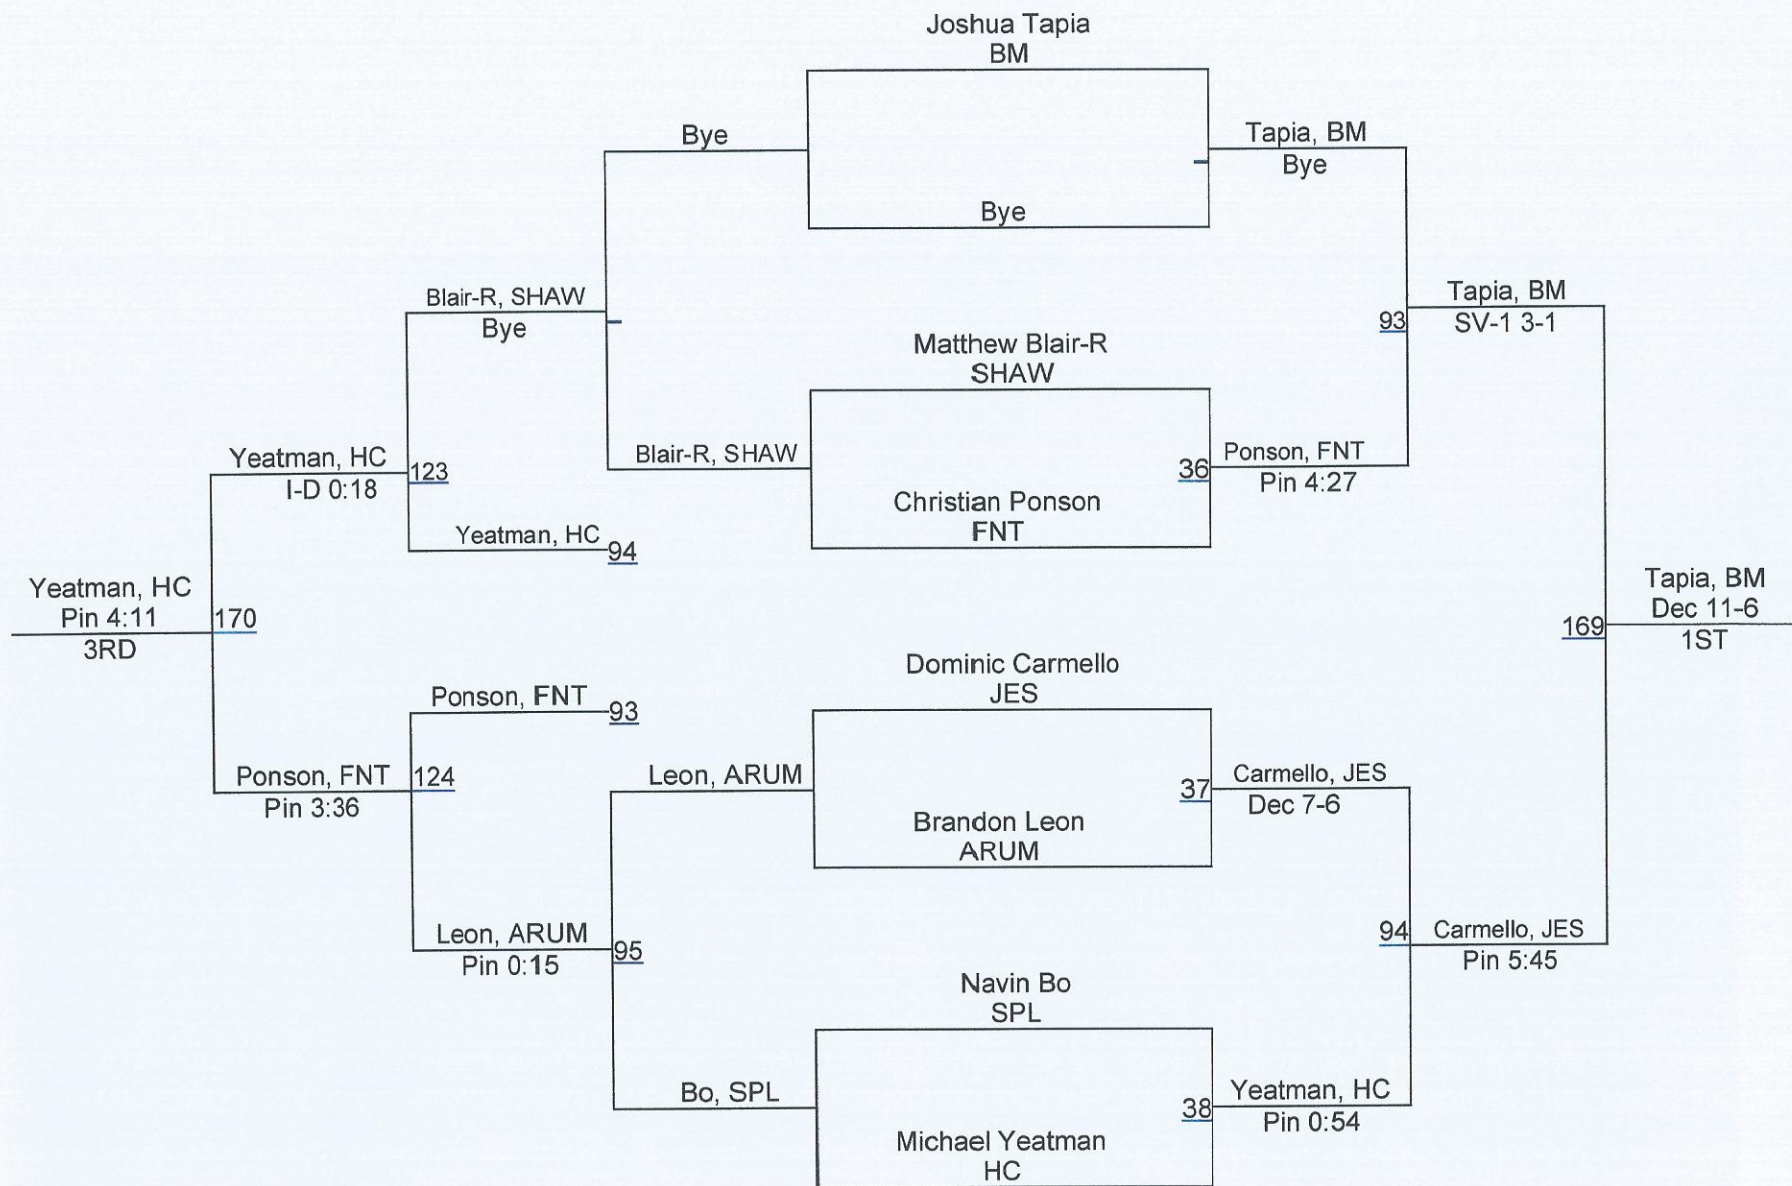 Joshua Tapia
BM
Bye
Tapia, BM
Bye
Bye
Blair-R, SHAW
Bye
Tapia, BM
SV-1 3-1
93
Matthew Blair-R
SHAW
Blair-R, SHAW
36
Ponson, FNT
Pin 4:27
Christian Ponson
FNT
Yeatman, HC
I-D 0:18
123
Yeatman, HC
94
Yeatman, HC
Pin 4:11
3RD
170
Tapia, BM
Dec 11-6
1ST
169
Dominic Carmello
JES
Ponson, FNT
93
Ponson, FNT
Pin 3:36
124
Leon, ARUM
37
Carmello, JES
Dec 7-6
Brandon Leon
ARUM
Leon, ARUM
Pin 0:15
95
94
Carmello, JES
Pin 5:45
Navin Bo
SPL
Bo, SPL
38
Yeatman, HC
Pin 0:54
Michael Yeatman
HC